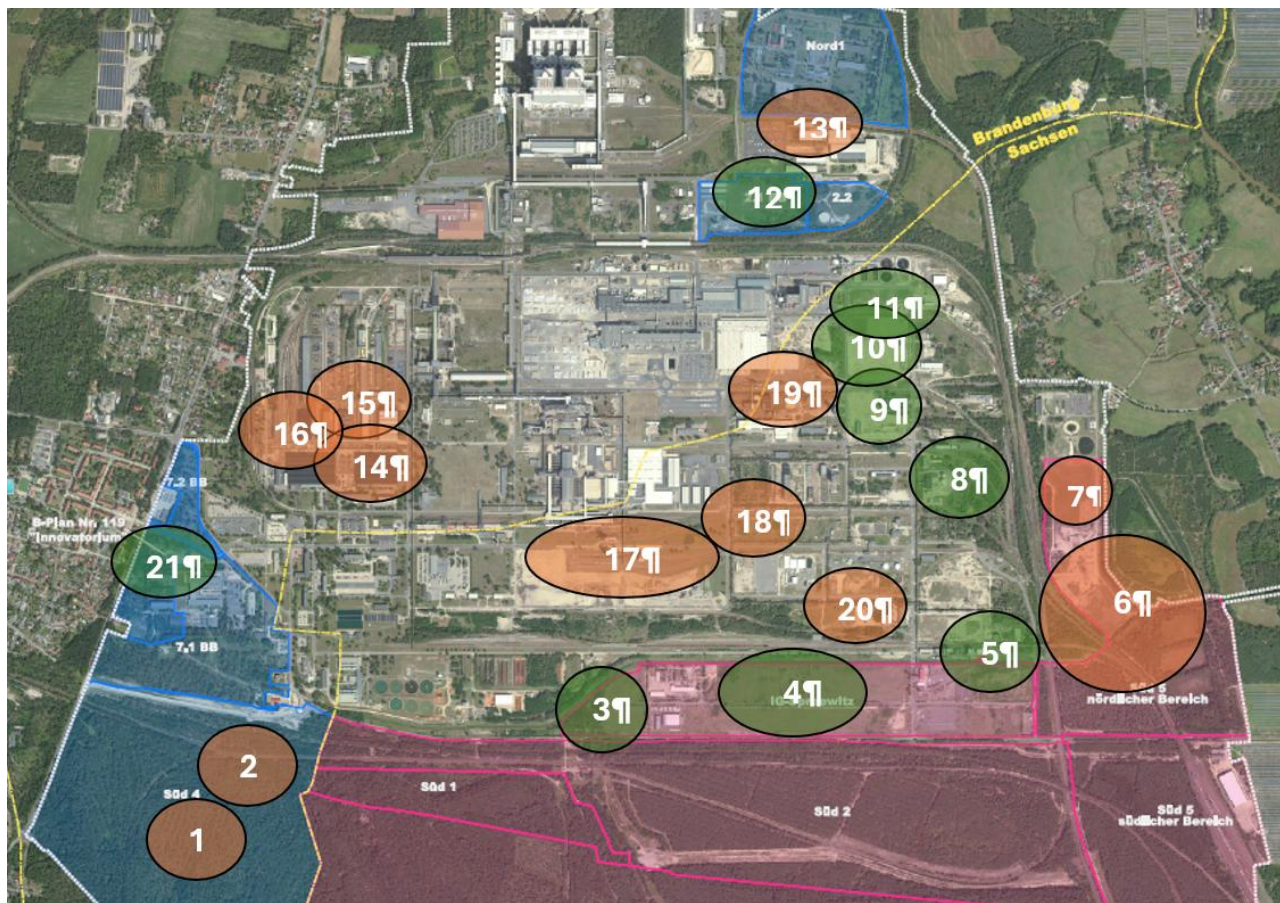 Nord1
13¶
Brandenburg
Sachsen
12¶
2.2
11¶
10¶
19¶
9¶
15¶
16¶
14¶
8¶
7¶
7.2 BB
B-Plan Nr. 119
"Innovatorium"
18¶
21¶
17¶
6¶
20¶
7.1 BB
5¶
3¶
4¶
Süd 5
nördlicher Bereich
2
Süd 4
Süd 1
Süd 2
Süd 5
südlicher Bereich
1